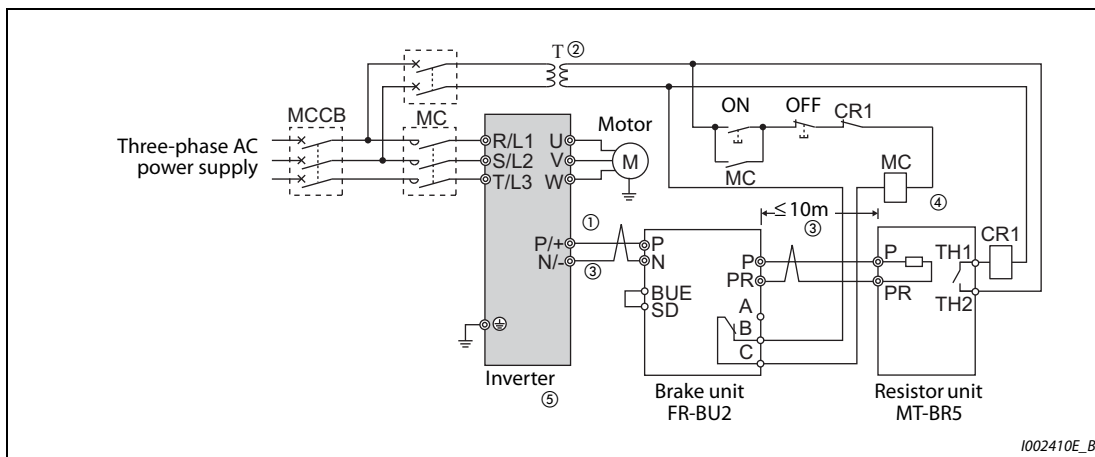 T ②
ON
OFF
CR1
MCCB
MC
Motor
Three-phase AC
power supply
R/L1
S/L2
T/L3
U
V
W
M
MC
MC
④
≤ 10m
③
①
P/+
N/-
③
P
N
P
PR
P
PR
TH1
TH2
CR1
BUE
SD
A
B
C
Inverter
⑤
Brake unit
FR-BU2
Resistor unit
MT-BR5
I002410E_B